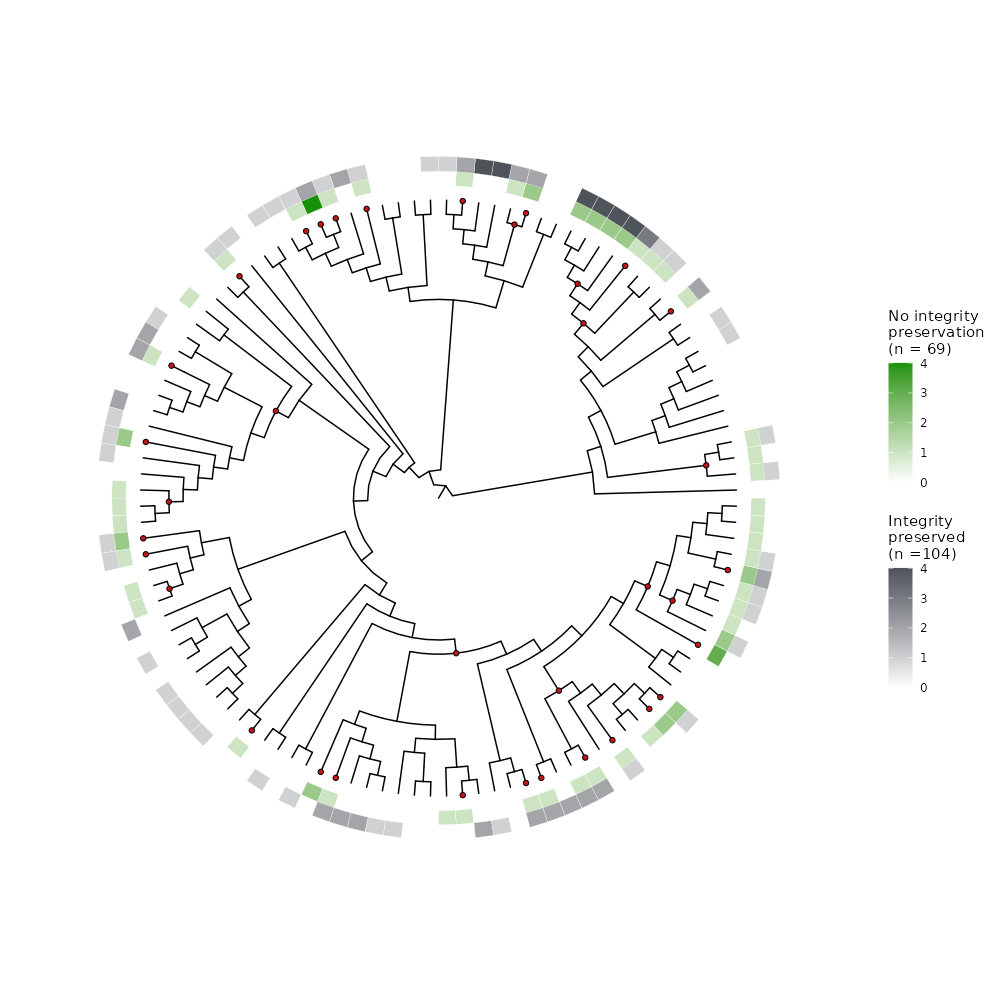 No integrity
preservation
(n = 69)
4
3
2
1
0
Integrity
preserved
(n =104)
4
3
2
1
0